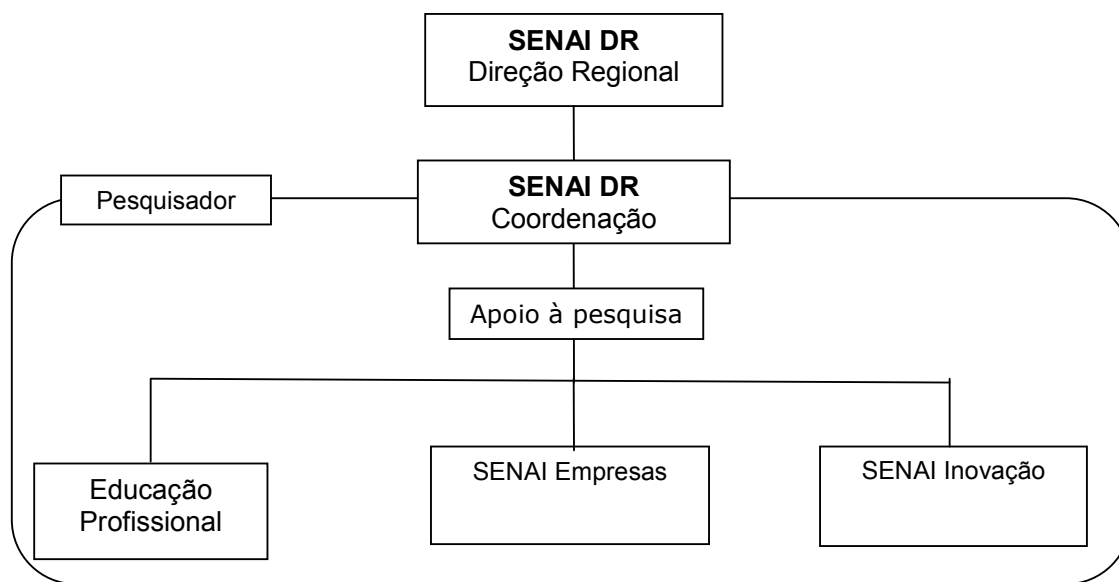 SENAI DR
Direção Regional
Pesquisador
SENAI DR
Coordenação
Apoio à pesquisa
Educação
Profissional
SENAI Empresas
SENAI Inovação